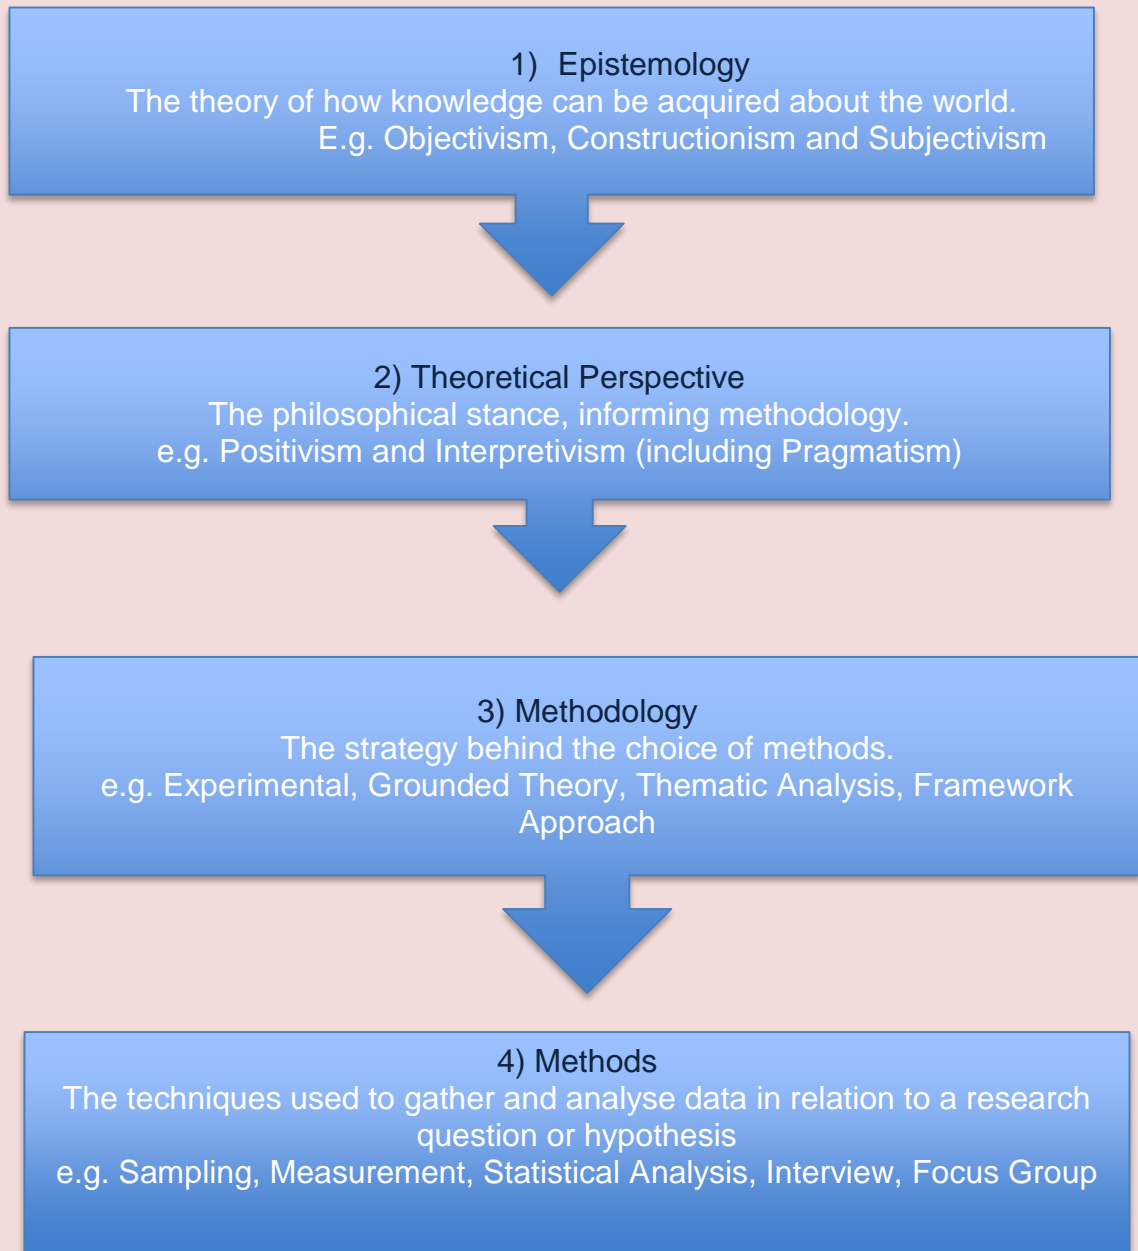 1) Epistemology
The theory of how knowledge can be acquired about the world.
E.g. Objectivism, Constructionism and Subjectivism
2) Theoretical Perspective
The philosophical stance, informing methodology.
e.g. Positivism and Interpretivism (including Pragmatism)
3) Methodology
The strategy behind the choice of methods.
e.g. Experimental, Grounded Theory, Thematic Analysis, Framework
Approach
4) Methods
The techniques used to gather and analyse data in relation to a research
question or hypothesis
e.g. Sampling, Measurement, Statistical Analysis, Interview, Focus Group